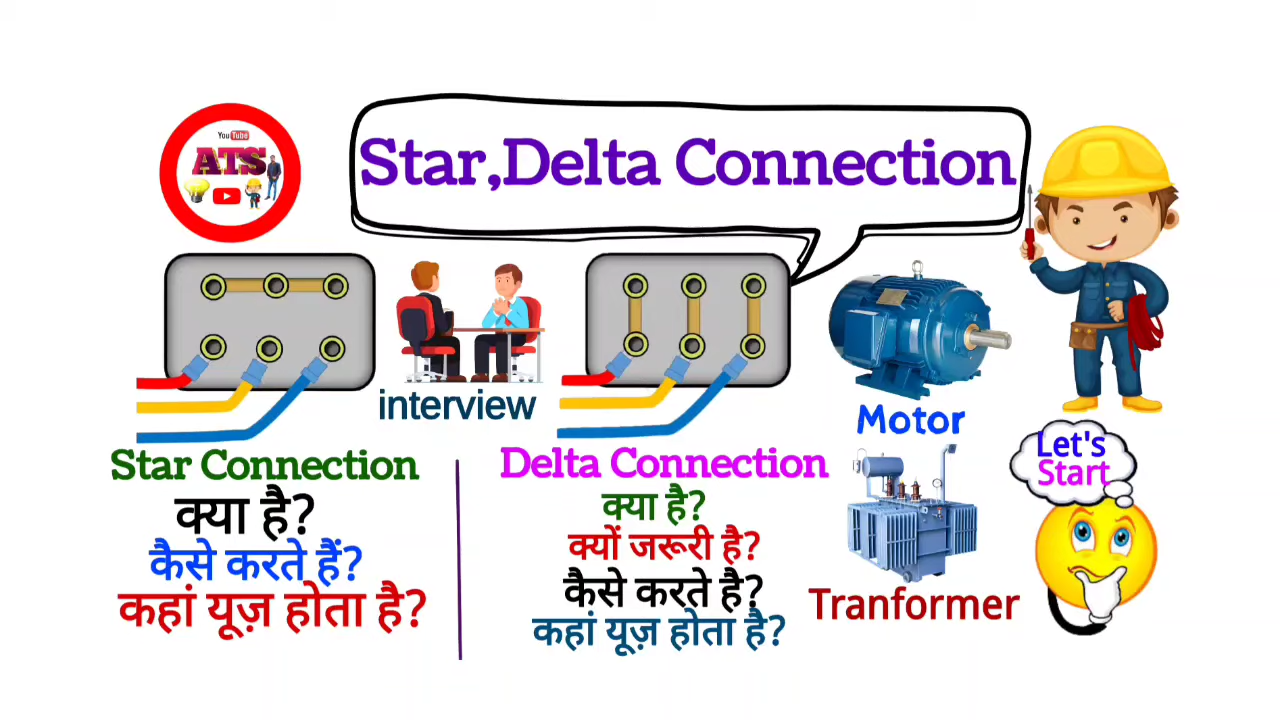 YouTube
ATS
Star,Delta Connection
interview
Motor
Star Connection
क्या है?
कैसे करते हैं?
कहां यूज़ होता है?
Delta Connection
क्या है?
क्यों जरूरी है?
कैसे करते है?
कहां यूज़ होता है?
Tranformer
Let's
Start